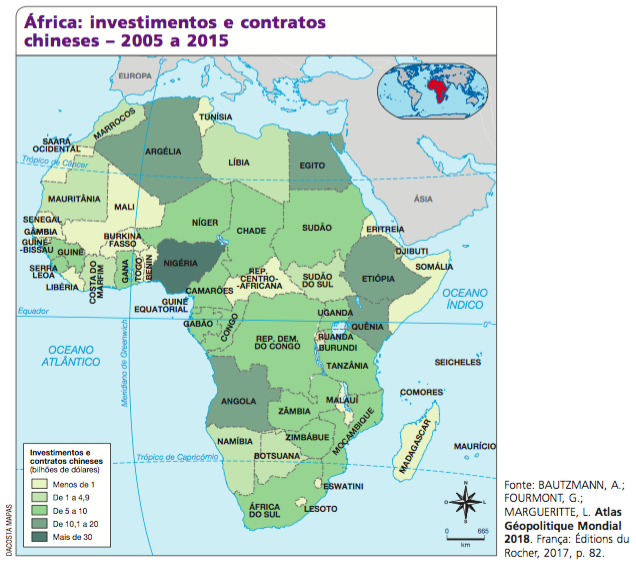 África: investimentos e contratos
chineses – 2005 a 2015
EUROPA
TUNÍSIA
MARROCOS
SAARA
OCIDENTAL
ARGÉLIA
LÍBIA
EGITO
Trópico de Câncer
ÁSIA
MAURITÂNIA
MALI
NÍGER
CHADE
SUDÃO
ERITREIA
SENEGAL
GÂMBIA
GUINÉ-
-BISSAU
GUINÉ
BURKINA
FASSO
DJIBUTI
SOMÁLIA
SERRA
LEOA
LIBÉRIA
COSTA DO
MARFIM
GANA
TOGO
BENIN
NIGÉRIA
CAMARÕES
REP.
CENTRO-
-AFRICANA
SUDÃO
DO SUL
ETIÓPIA
OCEANO
ÍNDICO
GUINÉ
EQUATORIAL
Equador
0°
GABÃO
CONGO
UGANDA
QUÊNIA
REP. DEM.
DO CONGO
RUANDA
BURUNDI
TANZÂNIA
SEICHELES
OCEANO
ATLÂNTICO
Meridiano de Greenwich
ANGOLA
ZÂMBIA
MALAUÍ
COMORES
MOÇAMBIQUE
ZIMBÁBUE
NAMÍBIA
BOTSUANA
MADAGASCAR
MAURÍCIO
Trópico de Capricórnio
ESWATINI
LESOTO
ÁFRICA
DO SUL
Investimentos e
contratos chineses
(bilhões de dólares)
Menos de 1
De 1 a 4,9
De 5 a 10
De 10,1 a 20
Mais de 30
N
O
L
S
0 665
km
DACOSTA MAPAS
Fonte: BAUTZMANN, A.;
FOURMONT, G.;
MARGUERITTE, L. Atlas
Géopolitique Mondial
2018. França: Éditions du
Rocher, 2017, p. 82.